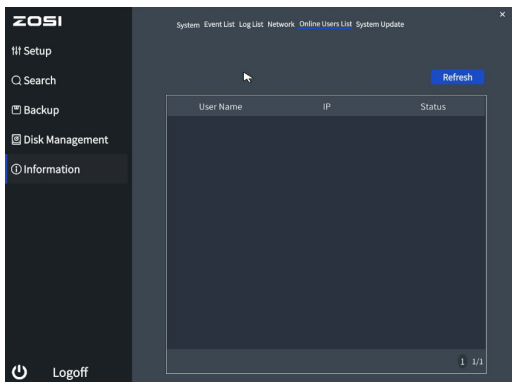 ZOSI
System Event List Log List Network Online Users List System Update
×
Setup
Search
Refresh
Backup
User Name IP Status
Disk Management
Information
1 1/1
Logoff